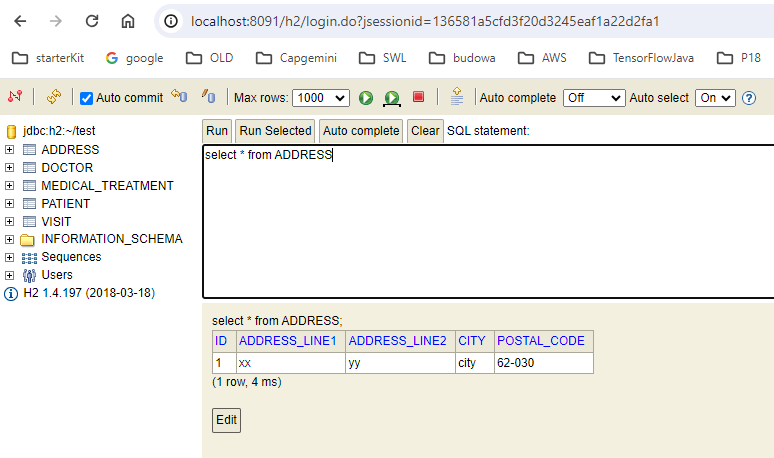 localhost:8091/h2/login.do?jsessionid=136581a5cfd3f20d3245eaf1a22d2fa1
starterKit google OLD Capgemini SWL budowa AWS TensorFlowJava P18
Auto commit Max rows: 1000 Auto complete Off Auto select On
jdbc:h2:~/test
ADDRESS
DOCTOR
MEDICAL_TREATMENT
PATIENT
VISIT
INFORMATION_SCHEMA
Sequences
Users
H2 1.4.197 (2018-03-18)
Run Run Selected Auto complete Clear SQL statement:
select * from ADDRESS
select * from ADDRESS;
ID ADDRESS_LINE1 ADDRESS_LINE2 CITY POSTAL_CODE
1 xx yy city 62-030
(1 row, 4 ms)
Edit